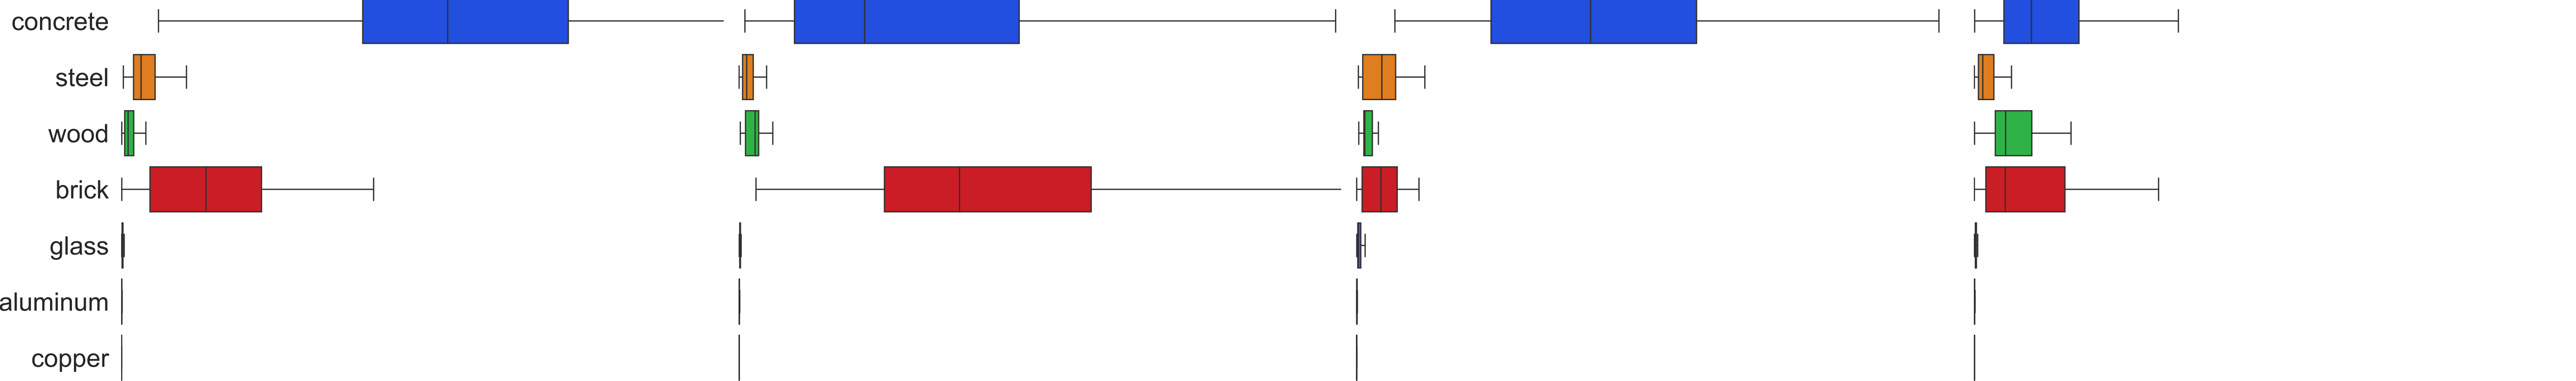 concrete
steel
wood
brick
glass
aluminum
copper